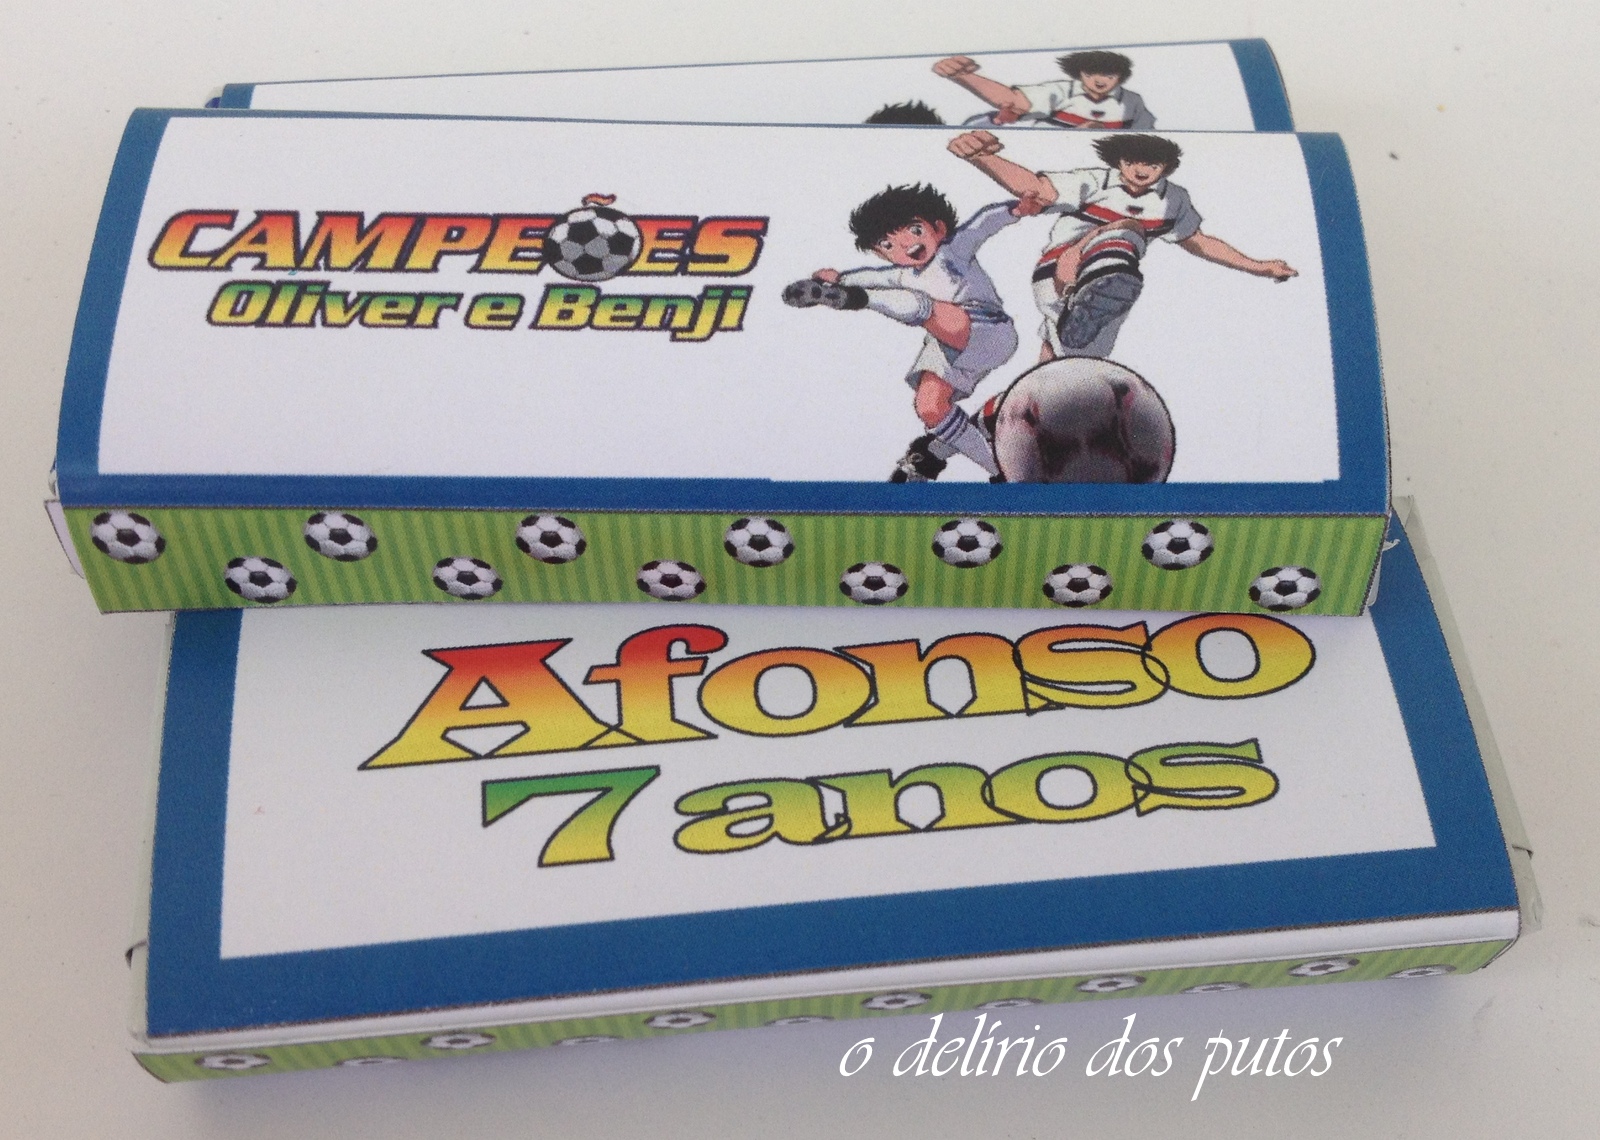 CAMPEÕES
Oliver e Benji
Afonso
7 anos
o delírio dos putos